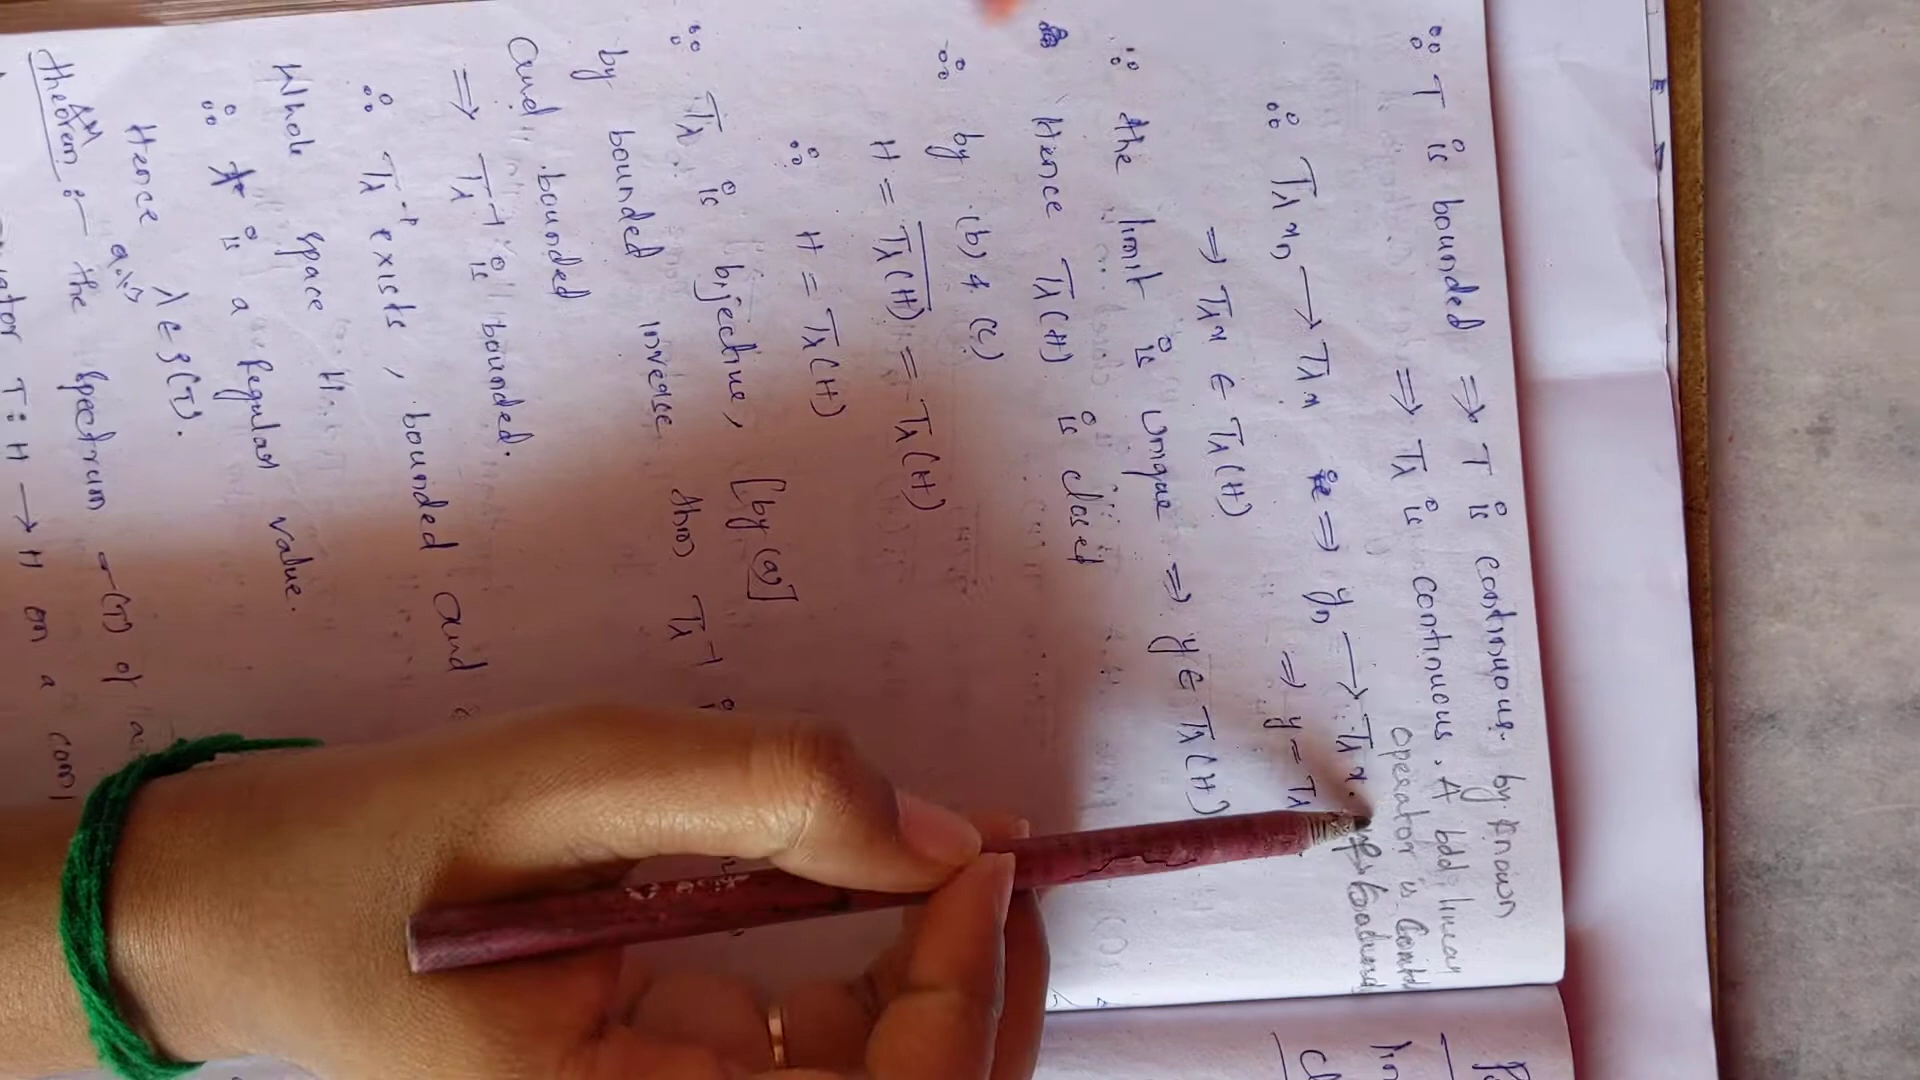 ∵ T is bounded ⇒ T is continuous. by known
⇒ Tλ is continuous. A bdd linear
operator is
∴ Tλxn → Tλx ⇒ yn → Tλx.
⇒ Tλx ∈ Tλ(H) ⇒ y = Tλ
∵ the limit is unique ⇒ y ∈ Tλ(H)
Hence Tλ(H) is closed
∴ by (b) & (c)
H = \overline{Tλ(H)} = Tλ(H)
∴ H = Tλ(H)
∵ Tλ is bijective, [by (a)]
by bounded inverse thm Tλ⁻¹
and bounded
⇒ Tλ⁻¹ is bounded.
∴ Tλ⁻¹ exists, bounded and
Whole space H.
∴ λ is a Regular value.
Hence λ ∈ ρ(T).
Theorem :- the spectrum σ(T) of a
T : H → H on a